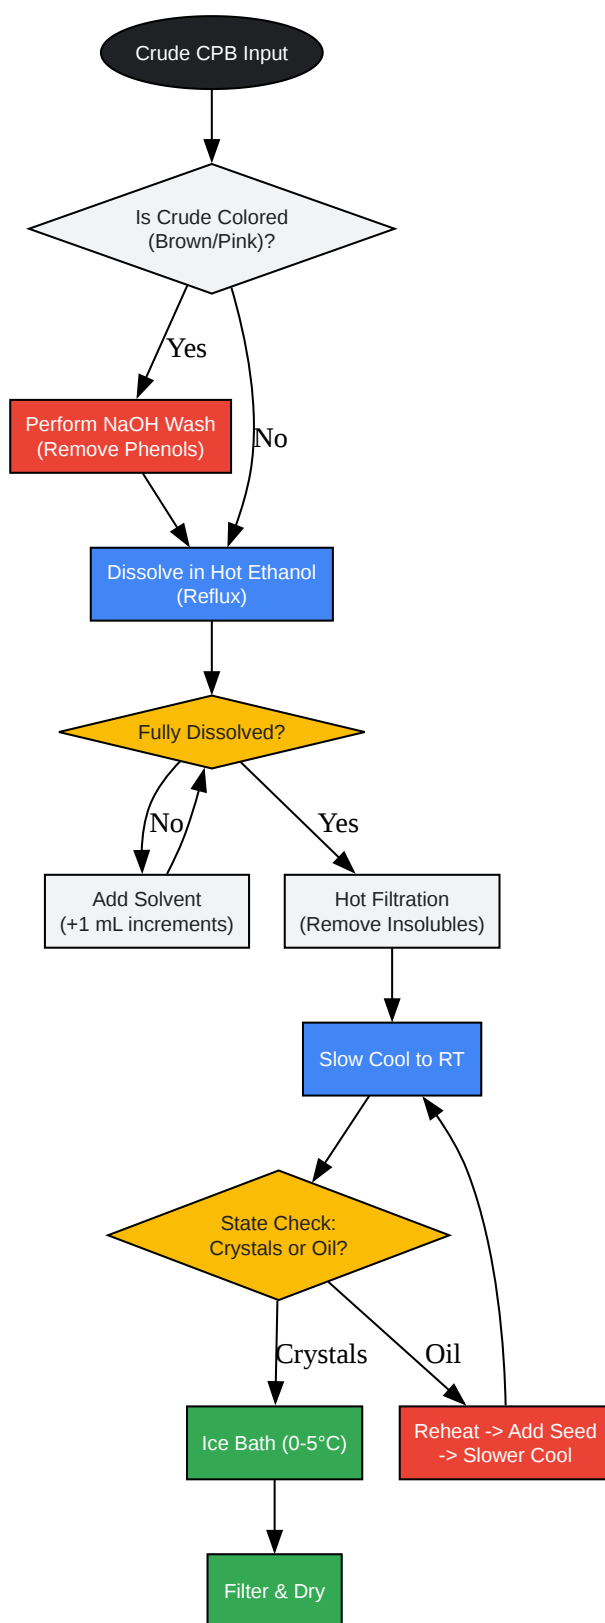 Crude CPB Input
Is Crude Colored
(Brown/Pink)?
Yes
No
Perform NaOH Wash
(Remove Phenols)
Dissolve in Hot Ethanol
(Reflux)
Fully Dissolved?
No
Yes
Add Solvent
(+1 mL increments)
Hot Filtration
(Remove Insolubles)
Slow Cool to RT
State Check:
Crystals or Oil?
Crystals
Oil
Ice Bath (0-5°C)
Reheat -> Add Seed
-> Slower Cool
Filter & Dry